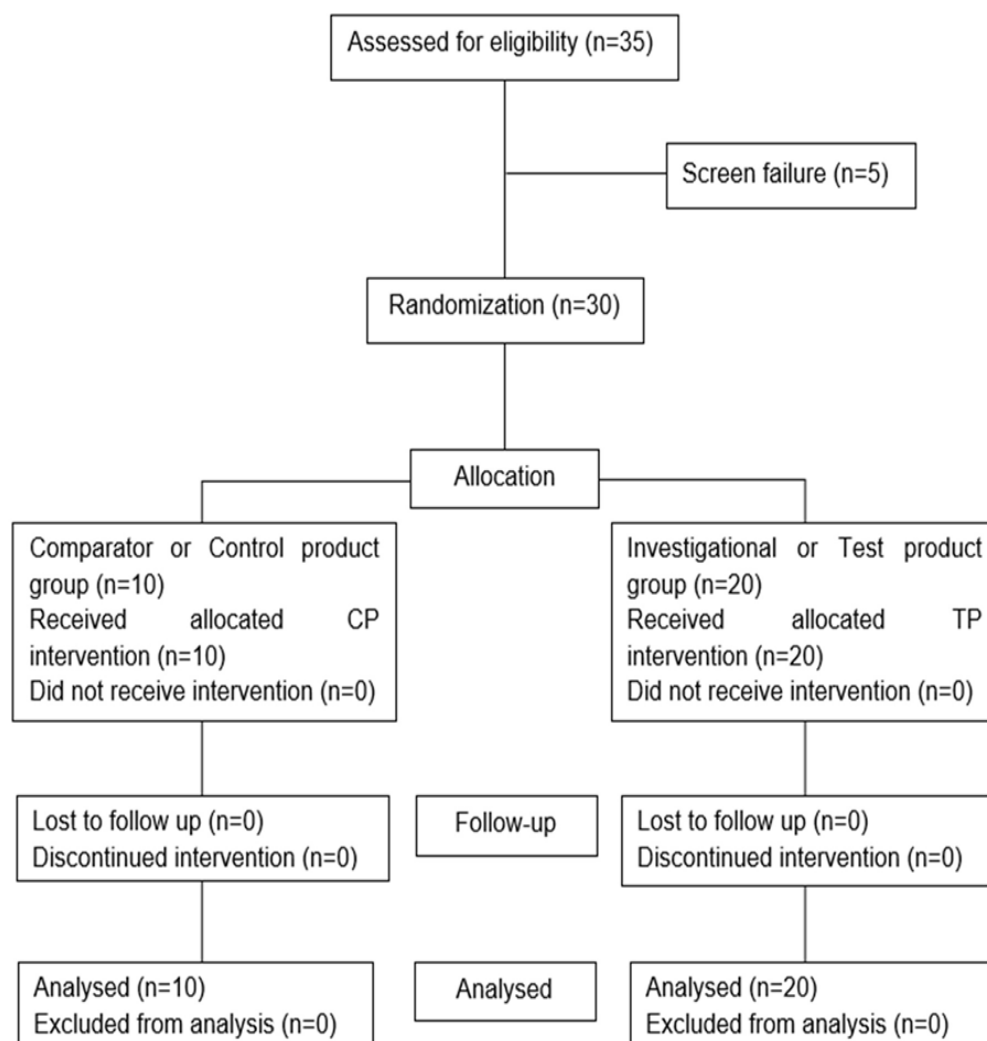 Assessed for eligibility (n=35)
Screen failure (n=5)
Randomization (n=30)
Allocation
Comparator or Control product
group (n=10)
Received allocated CP
intervention (n=10)
Did not receive intervention (n=0)
Investigational or Test product
group (n=20)
Received allocated TP
intervention (n=20)
Did not receive intervention (n=0)
Lost to follow up (n=0)
Discontinued intervention (n=0)
Follow-up
Lost to follow up (n=0)
Discontinued intervention (n=0)
Analysed (n=10)
Excluded from analysis (n=0)
Analysed
Analysed (n=20)
Excluded from analysis (n=0)